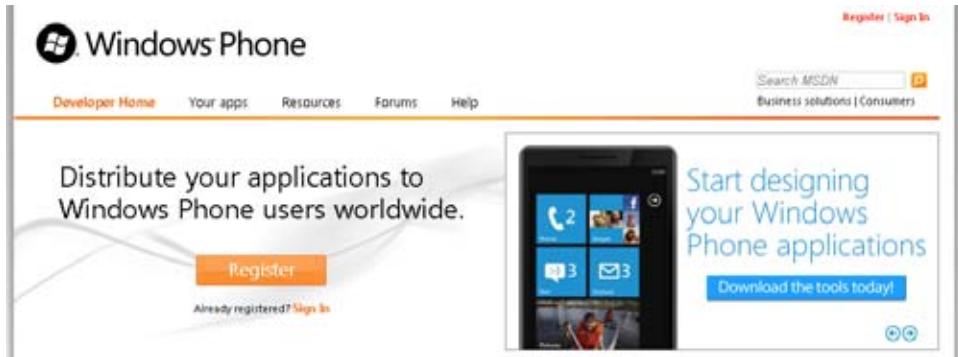 Register | Sign In
Windows Phone
Search MSDN
Developer Home Your apps Resources Forums Help
Business solutions | Consumers
Distribute your applications to
Windows Phone users worldwide.
Register
Already registered? Sign In
Start designing
your Windows
Phone applications
Download the tools today!
2
3
3